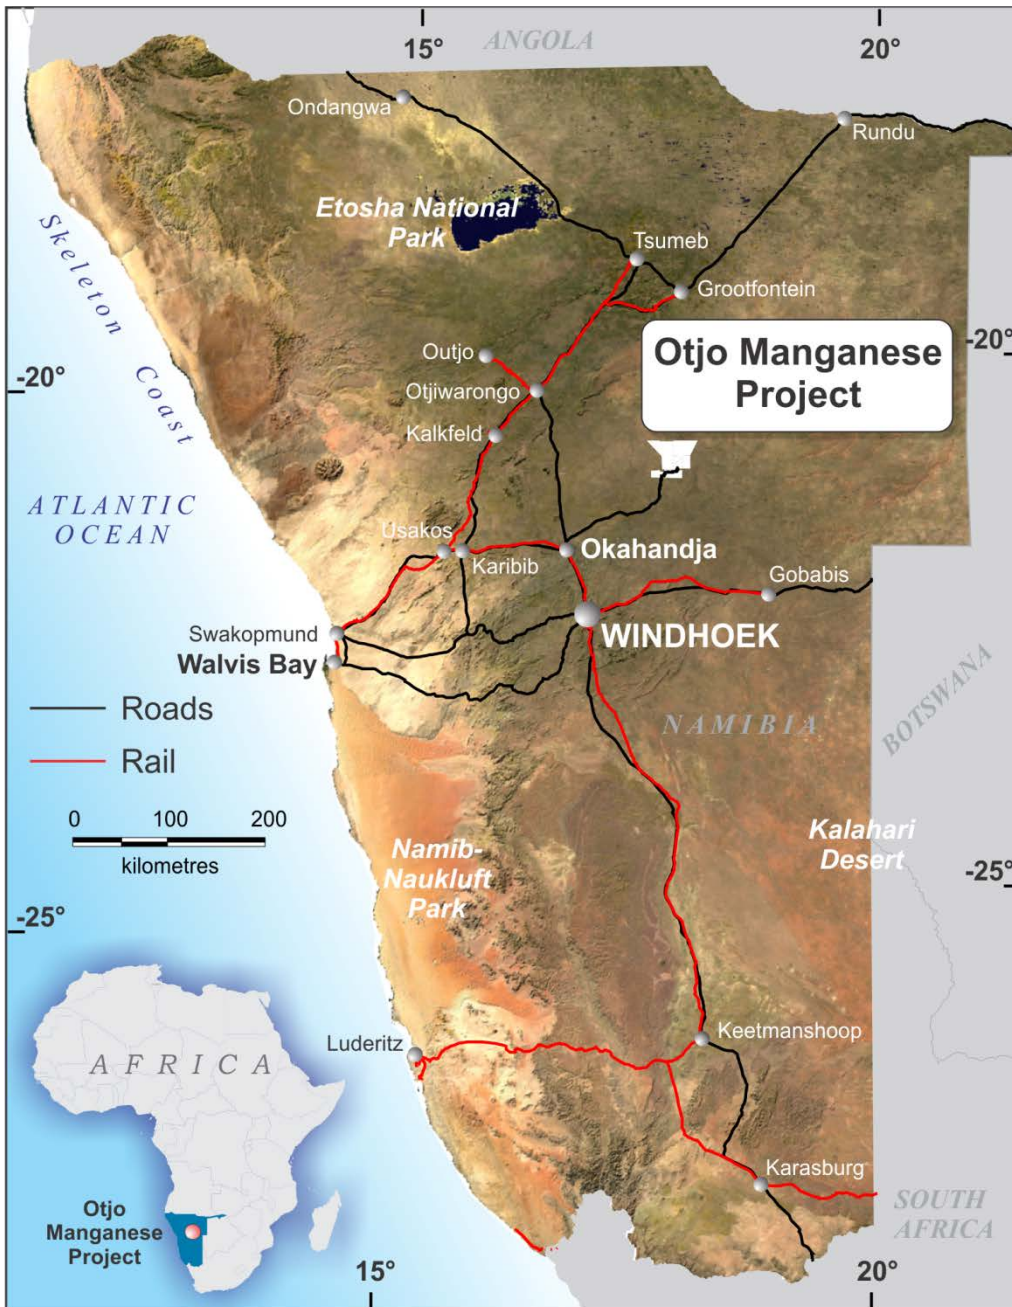 15°
ANGOLA
20°
Ondangwa
Rundu
Etosha National
Park
Skeleton Coast
Tsumeb
Grootfontein
Otjo Manganese
Project
-20°
Outjo
-20°
Otjiwarongo
Kalkfeld
ATLANTIC
OCEAN
Usakos
Karibib
Okahandja
Gobabis
Swakopmund
WINDHOEK
Walvis Bay
BOTSWANA
Roads
NAMIBIA
Rail
0 100 200
kilometres
Kalahari
Desert
Namib-
Naukluft
Park
-25°
-25°
Keetmanshoop
Luderitz
AFRICA
Karasburg
SOUTH
AFRICA
Otjo
Manganese
Project
15°
20°